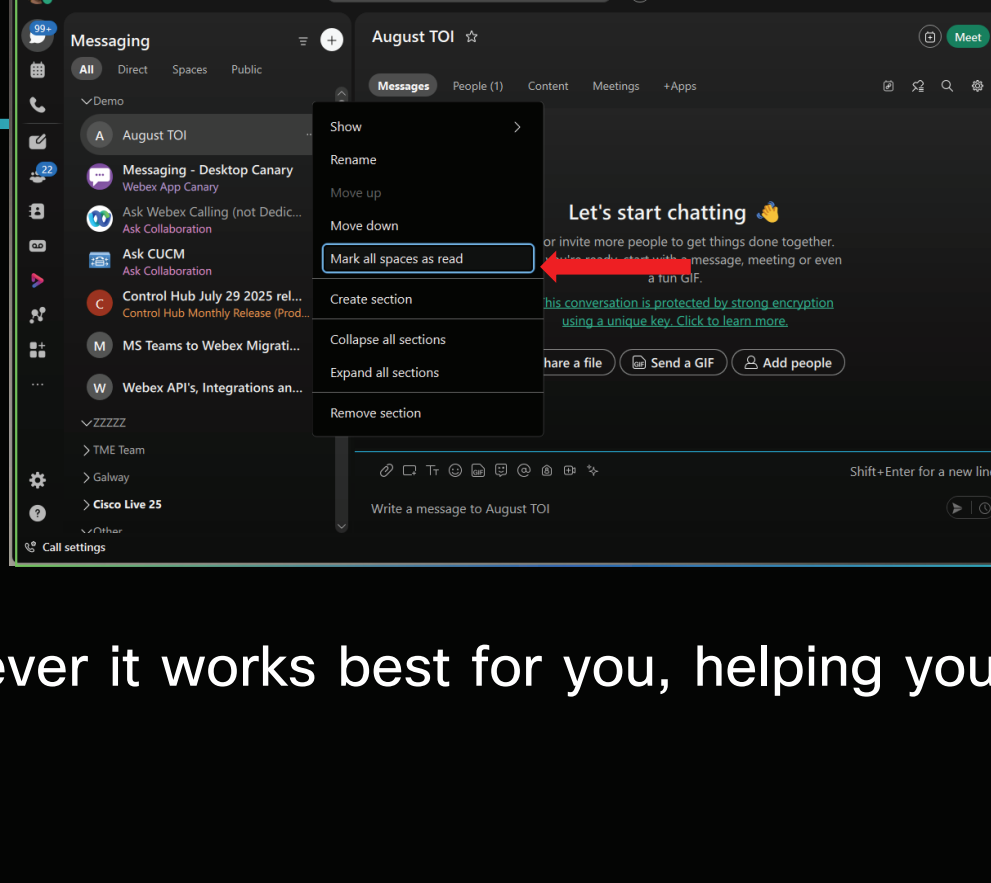 99+
Messaging
August TOI
Meet
All Direct Spaces Public
Messages People (1) Content Meetings +Apps
Demo
A August TOI
Messaging - Desktop Canary
Webex App Canary
22
Ask Webex Calling (not Dedic...
Ask Collaboration
Ask CUCM
Ask Collaboration
C Control Hub July 29 2025 rel...
Control Hub Monthly Release (Prod...
M MS Teams to Webex Migrati...
W Webex API's, Integrations an...
ZZZZZ
TME Team
Galway
Cisco Live 25
Other
Call settings
Show
Rename
Move up
Move down
Mark all spaces as read
Create section
Collapse all sections
Expand all sections
Remove section
Let's start chatting 👋
or invite more people to get things done together.
message, meeting or even
a fun GIF.
conversation is protected by strong encryption
using a unique key. Click to learn more.
a file
GIF Send a GIF
Add people
GIF
Shift+Enter for a new
Write a message to August TOI
it works best for you, helping you